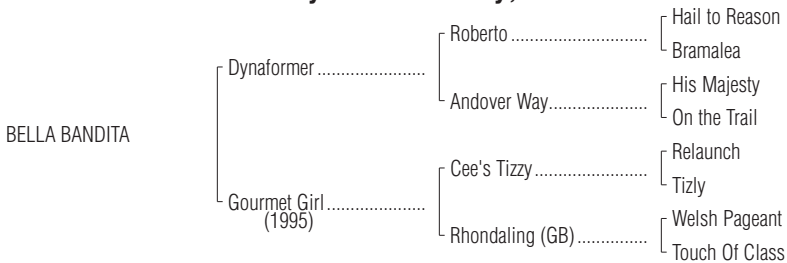 Hail to Reason
Roberto ..............................
Bramalea
Dynaformer .......................
His Majesty
Andover Way.....................
On the Trail
BELLA BANDITA
Relaunch
Cee's Tizzy ........................
Tizly
Gourmet Girl .....................
(1995)
Welsh Pageant
Rhondaling (GB) ...............
Touch Of Class